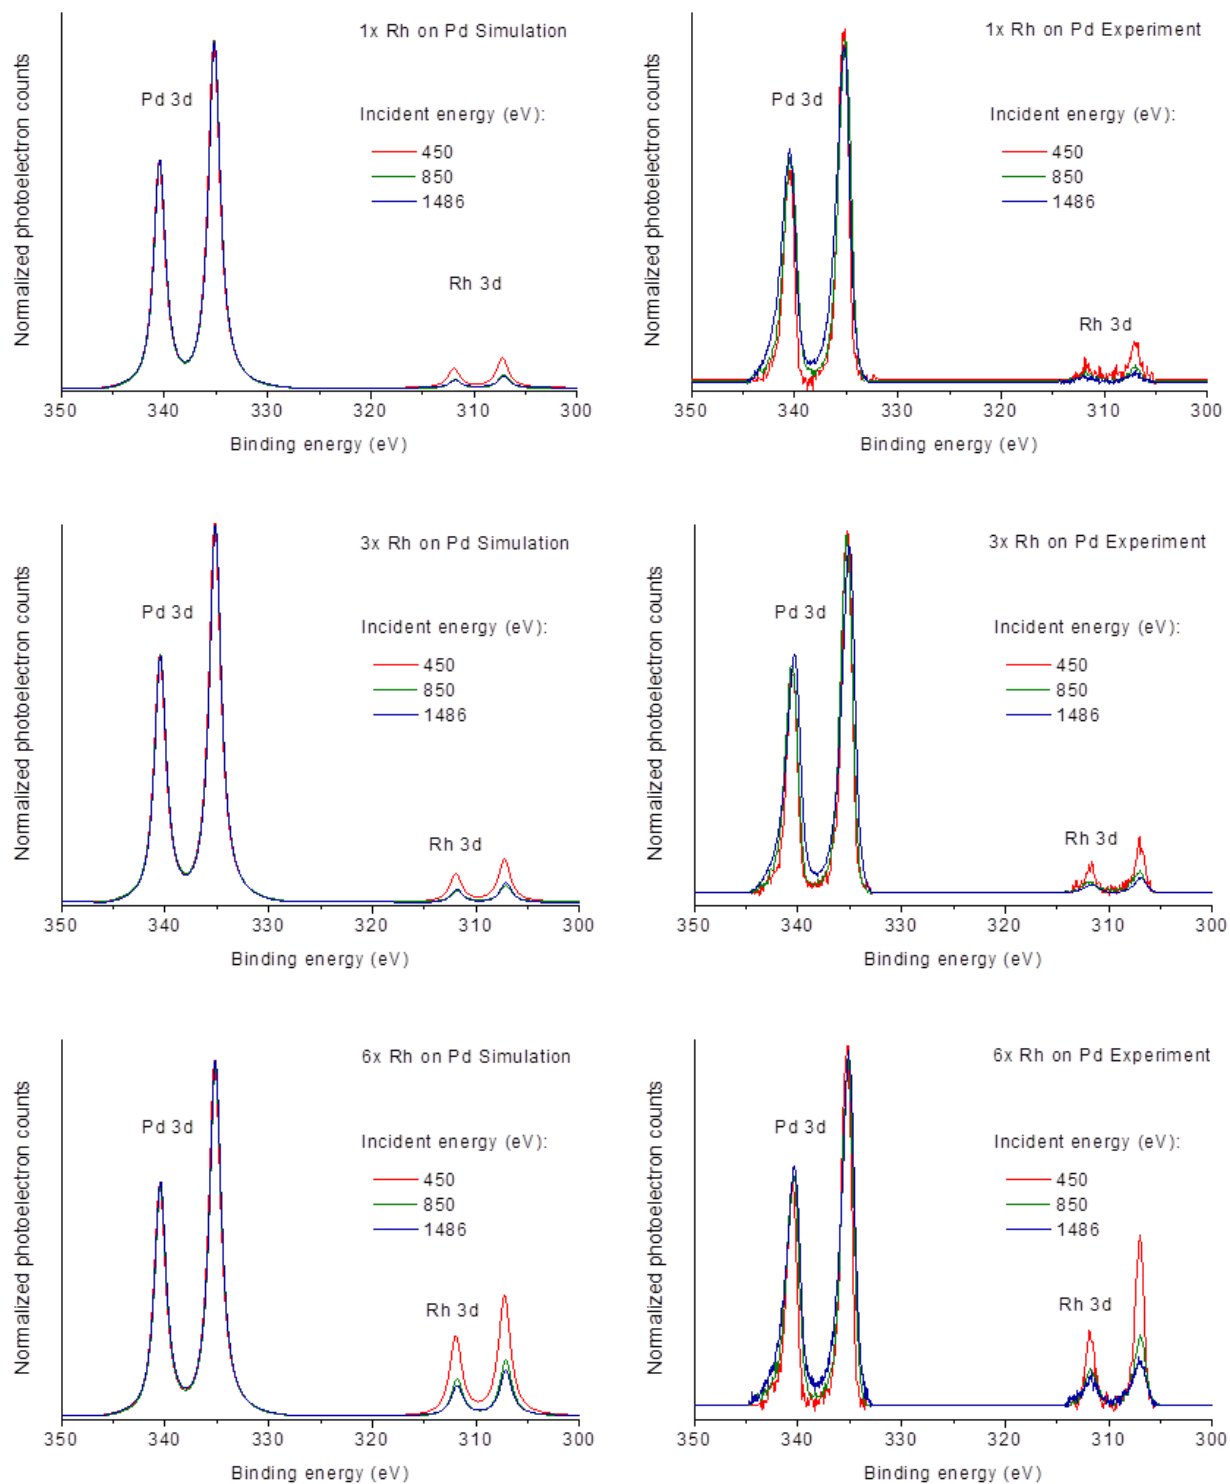 1x Rh on Pd Simulation
Normalized photoelectron counts
Pd 3d
Incident energy (eV):
450
850
1486
Rh 3d
350 340 330 320 310 300
Binding energy (eV)
1x Rh on Pd Experiment
Normalized photoelectron counts
Pd 3d
Incident energy (eV):
450
850
1486
Rh 3d
350 340 330 320 310 300
Binding energy (eV)
3x Rh on Pd Simulation
Normalized photoelectron counts
Pd 3d
Incident energy (eV):
450
850
1486
Rh 3d
350 340 330 320 310 300
Binding energy (eV)
3x Rh on Pd Experiment
Normalized photoelectron counts
Pd 3d
Incident energy (eV):
450
850
1486
Rh 3d
350 340 330 320 310 300
Binding energy (eV)
6x Rh on Pd Simulation
Normalized photoelectron counts
Pd 3d
Incident energy (eV):
450
850
1486
Rh 3d
350 340 330 320 310 300
Binding energy (eV)
6x Rh on Pd Experiment
Normalized photoelectron counts
Pd 3d
Incident energy (eV):
450
850
1486
Rh 3d
350 340 330 320 310 300
Binding energy (eV)